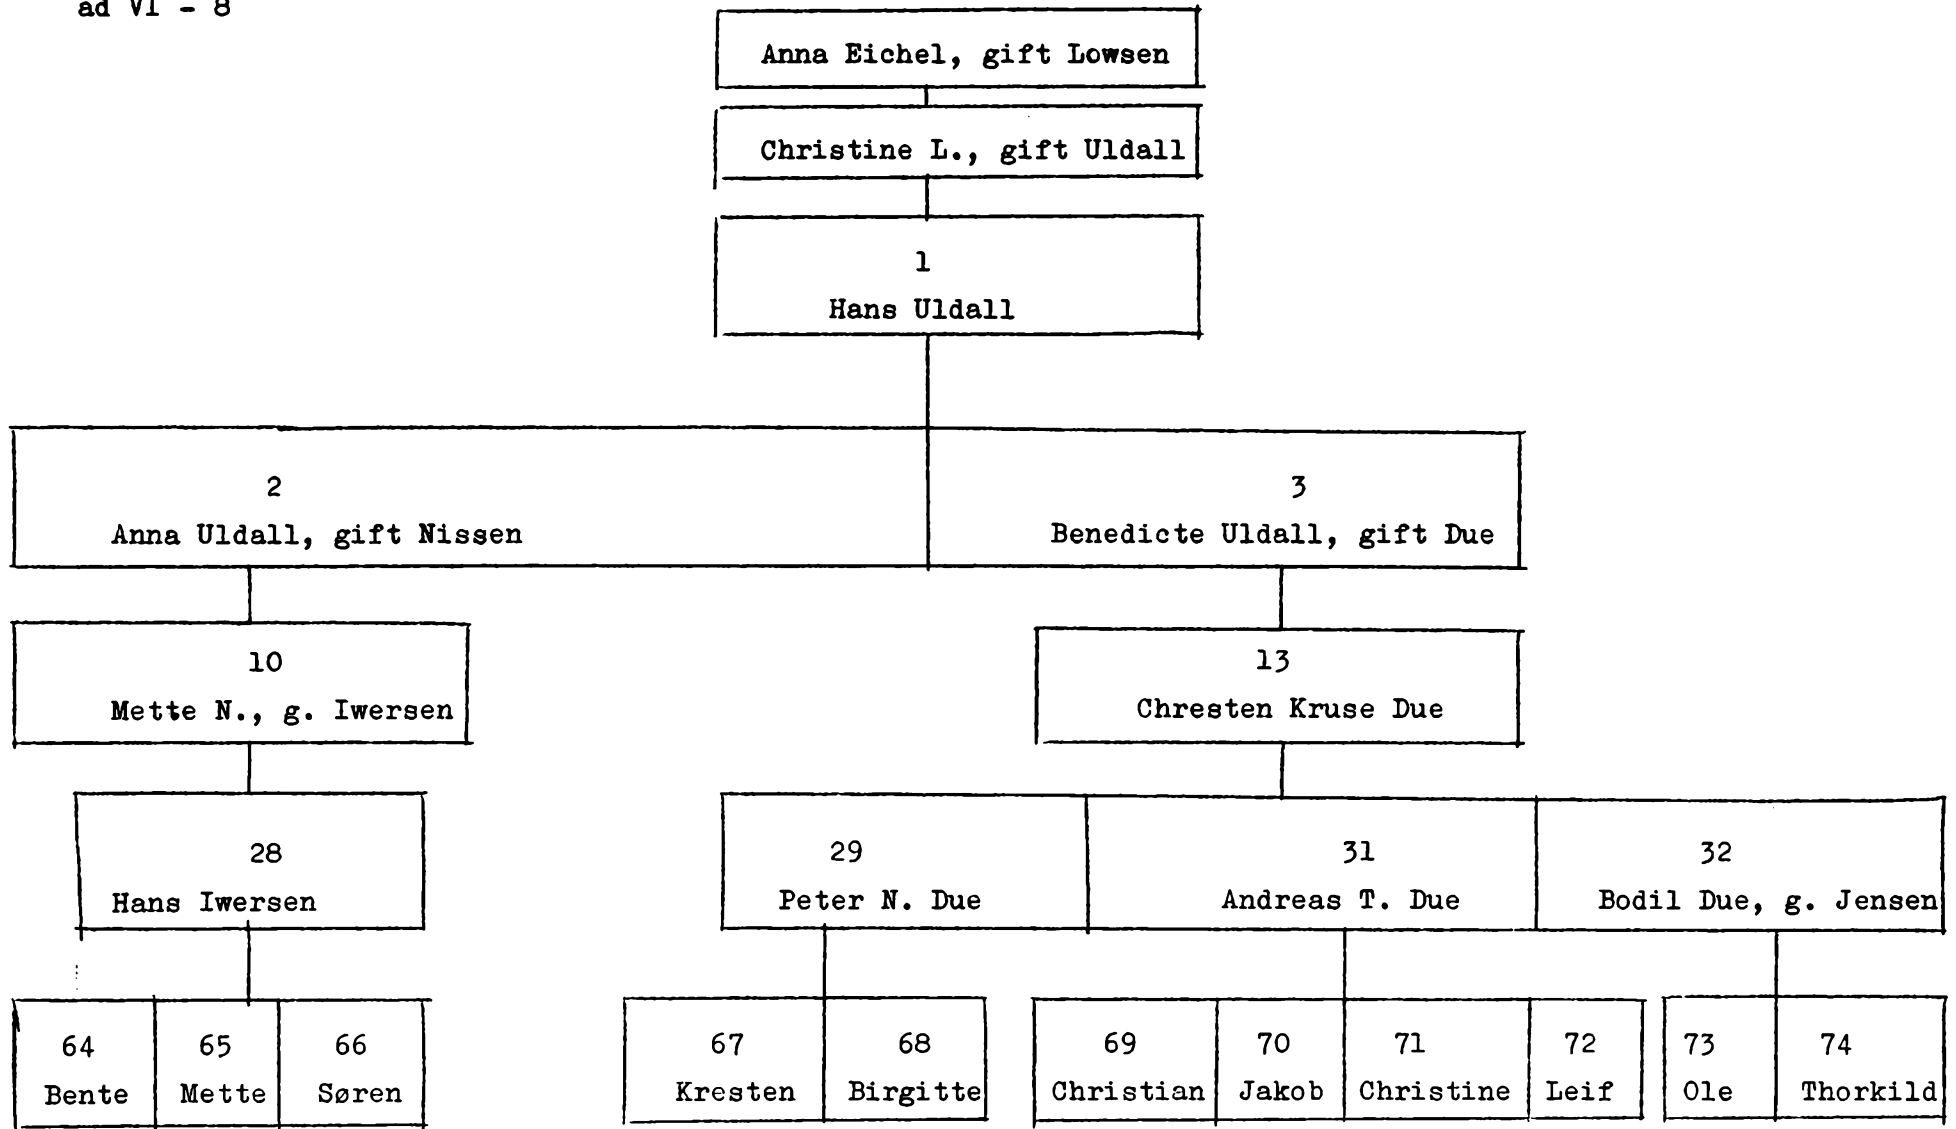 ad VI - 8
Anna Eichel, gift Lowsen
Christine L., gift Uldall
1
Hans Uldall
2
Anna Uldall, gift Nissen
3
Benedicte Uldall, gift Due
10
Mette N., g. Iwersen
13
Chresten Kruse Due
28
Hans Iwersen
29
Peter N. Due
31
Andreas T. Due
32
Bodil Due, g. Jensen
64
Bente
65
Mette
66
Søren
67
Kresten
68
Birgitte
69
Christian
70
Jakob
71
Christine
72
Leif
73
Ole
74
Thorkild